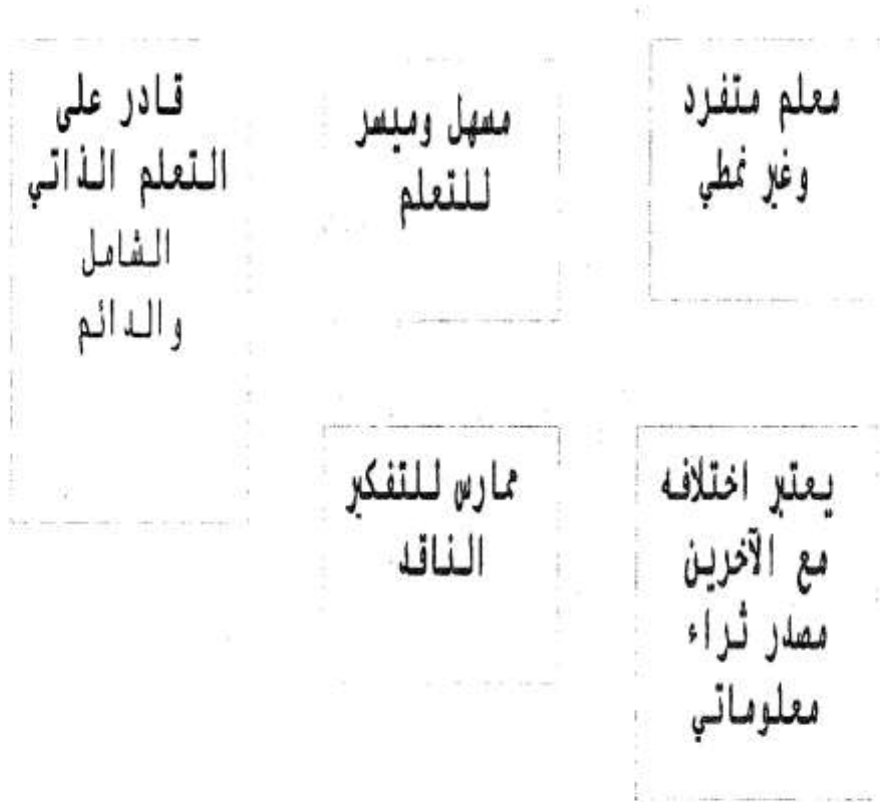 معلم متفرد
وغير نمطي
مسهل وميسر
للتعلم
قادر على
التعلم الذاتي
الشامل
والدائم
يعتبر اختلافه
مع الآخرين
مصدر ثراء
معلوماتي
ممارس للتفكير
الناقد